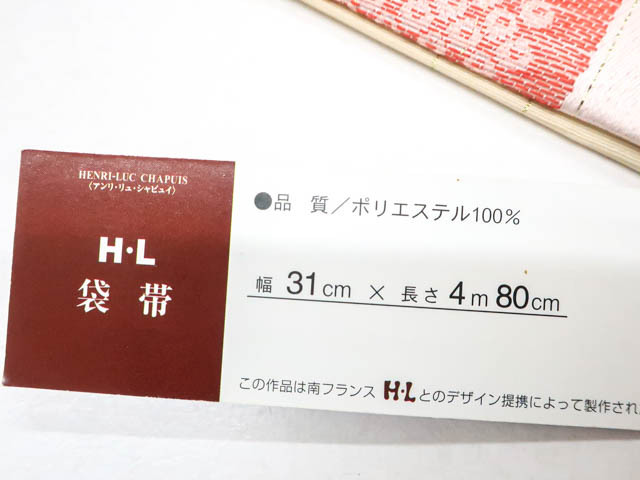 HENRI-LUC CHAPUIS
〈アンリ・リュ・シャピュイ〉
H·L
袋帯
●品 質／ポリエステル100%
幅 31cm × 長さ 4m 80cm
この作品は南フランス H·L とのデザイン提携によって製作され